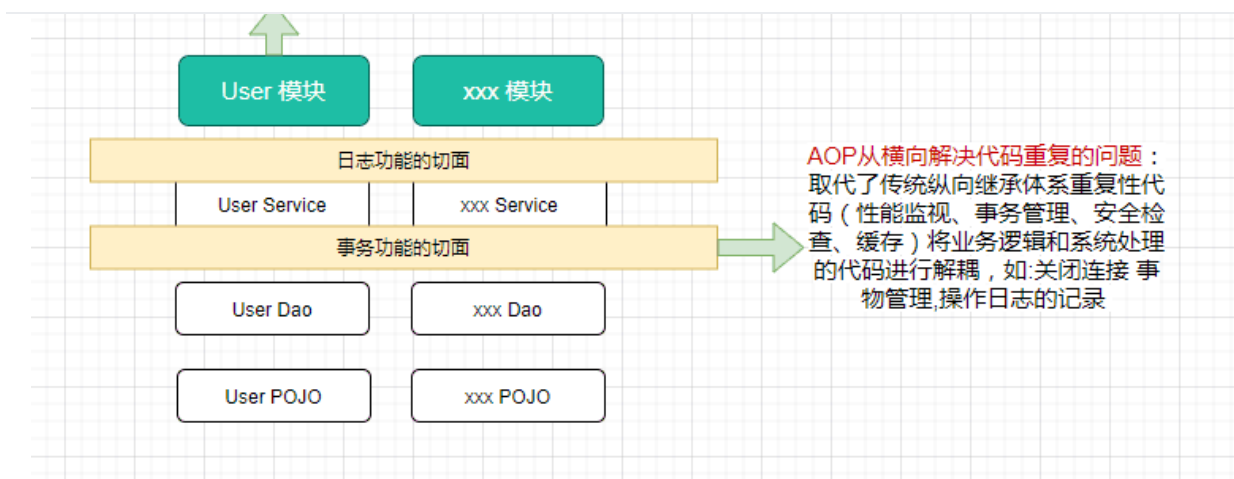 User 模块
xxx 模块
日志功能的切面
User Service
xxx Service
事务功能的切面
User Dao
xxx Dao
User POJO
xxx POJO
AOP从横向解决代码重复的问题：
取代了传统纵向继承体系重复性代
码（性能监视、事务管理、安全检
查、缓存）将业务逻辑和系统处理
的代码进行解耦，如:关闭连接 事
物管理,操作日志的记录